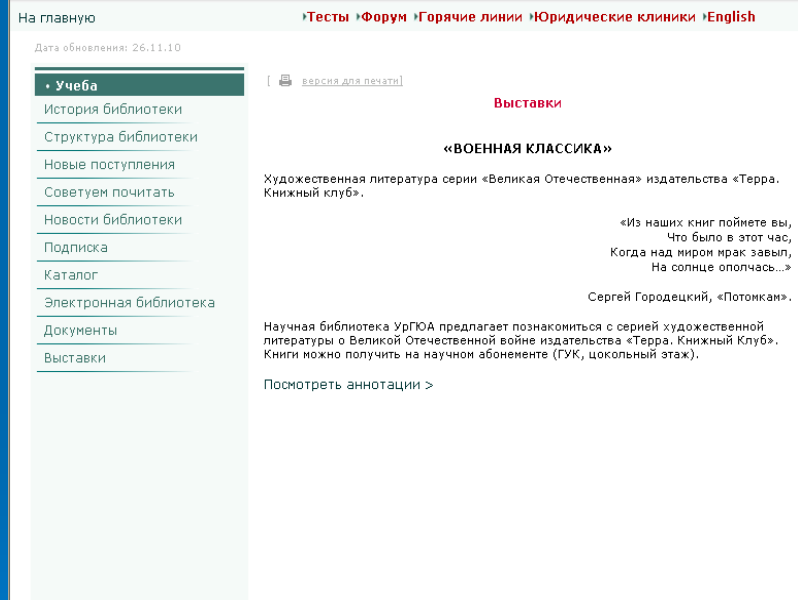 На главную
Тесты Форум Горячие линии Юридические клиники English
Дата обновления: 26.11.10
• Учеба
История библиотеки
Структура библиотеки
Новые поступления
Советуем почитать
Новости библиотеки
Подписка
Каталог
Электронная библиотека
Документы
Выставки
[ версия для печати]
Выставки
«ВОЕННАЯ КЛАССИКА»
Художественная литература серии «Великая Отечественная» издательства «Терра.
Книжный клуб».
«Из наших книг поймете вы,
Что было в этот час,
Когда над миром мрак завыл,
На солнце ополчась...»
Сергей Городецкий, «Потомкам».
Научная библиотека УрГЮА предлагает познакомиться с серией художественной
литературы о Великой Отечественной войне издательства «Терра. Книжный Клуб».
Книги можно получить на научном абонементе (ГУК, цокольный этаж).
Посмотреть аннотации >